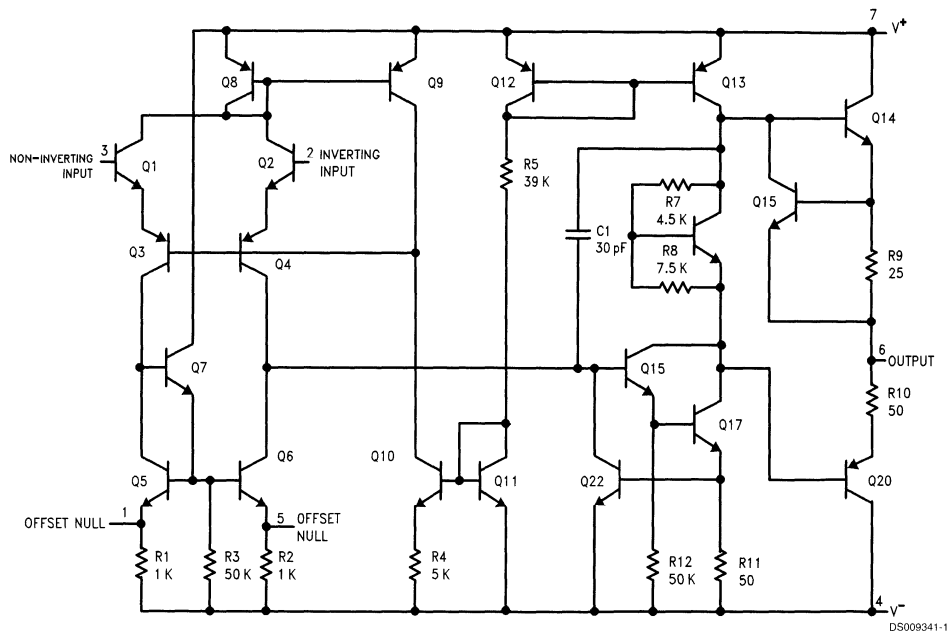 7
V+
Q8
Q9
Q12
Q13
Q14
3
NON-INVERTING
INPUT
Q1
Q2
2 INVERTING
INPUT
R5
39 K
R7
4.5 K
Q15
Q3
Q4
C1
30 pF
R8
7.5 K
R9
25
6
OUTPUT
Q7
Q15
R10
50
Q17
Q5
Q6
Q10
Q11
Q22
Q20
OFFSET NULL
1
5
OFFSET
NULL
R1
1 K
R3
50 K
R2
1 K
R4
5 K
R12
50 K
R11
50
4
V−
DS009341-1